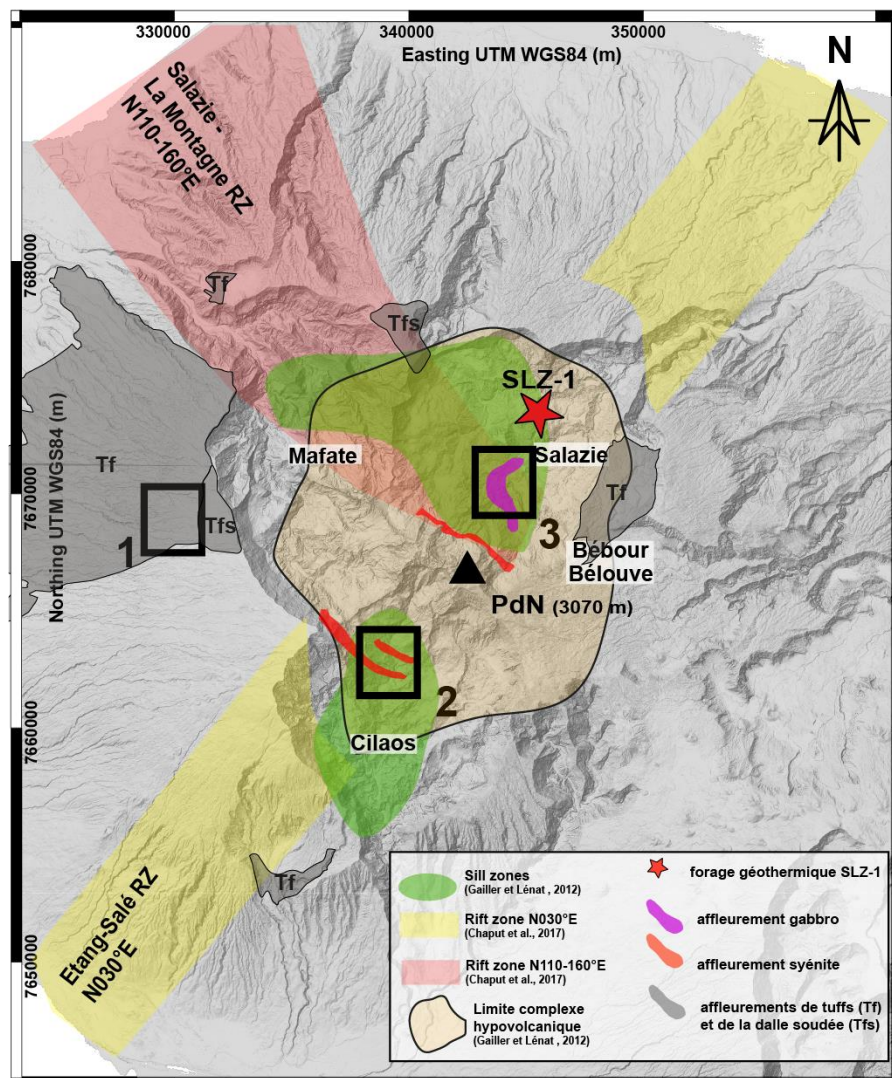 330000
340000
350000
Easting UTM WGS84 (m)
N
Salazie -
La Montagne RZ
N110-160°E
7680000
7670000
7660000
7650000
Northing UTM WGS84 (m)
Tf
Tfs
SLZ-1
Mafate
Salazie
Tf
Tfs
Tf
1
3
Bébour
Bélouve
PdN (3070 m)
2
Cilaos
Tf
Etang-Salé RZ
N030°E
Sill zones
(Gailler et Lénat , 2012)
Rift zone N030°E
(Chaput et al., 2017)
Rift zone N110-160°E
(Chaput et al., 2017)
Limite complexe
hypovolcanique
(Gailler et Lénat , 2012)
forage géothermique SLZ-1
affleurement gabbro
affleurement syénite
affleurements de tuffs (Tf)
et de la dalle soudée (Tfs)